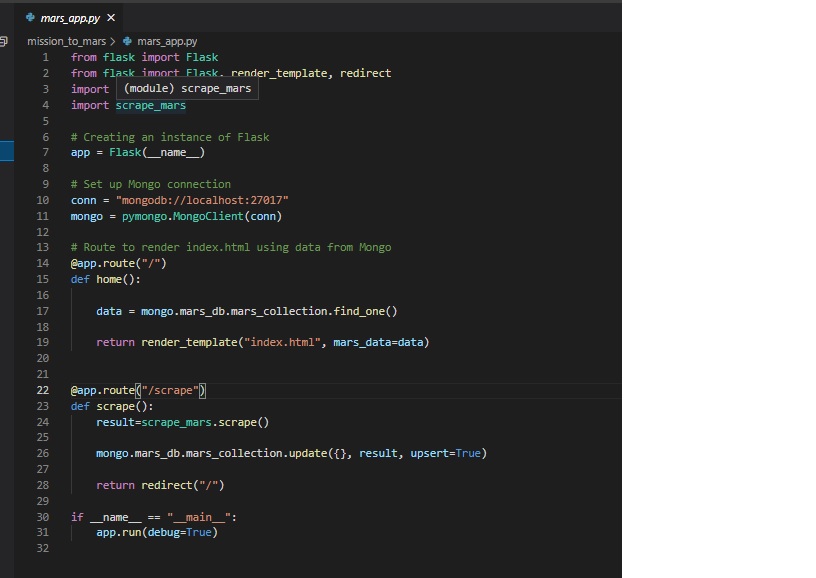 mars_app.py ×
mission_to_mars > mars_app.py
1 from flask import Flask
2 from flask import Flask, render_template, redirect
3 import
(module) scrape_mars
4 import scrape_mars
5
6 # Creating an instance of Flask
7 app = Flask(__name__)
8
9 # Set up Mongo connection
10 conn = "mongodb://localhost:27017"
11 mongo = pymongo.MongoClient(conn)
12
13 # Route to render index.html using data from Mongo
14 @app.route("/")
15 def home():
16
17 data = mongo.mars_db.mars_collection.find_one()
18
19 return render_template("index.html", mars_data=data)
20
21
22 @app.route("/scrape")
23 def scrape():
24 result=scrape_mars.scrape()
25
26 mongo.mars_db.mars_collection.update({}, result, upsert=True)
27
28 return redirect("/")
29
30 if __name__ == "__main__":
31 app.run(debug=True)
32